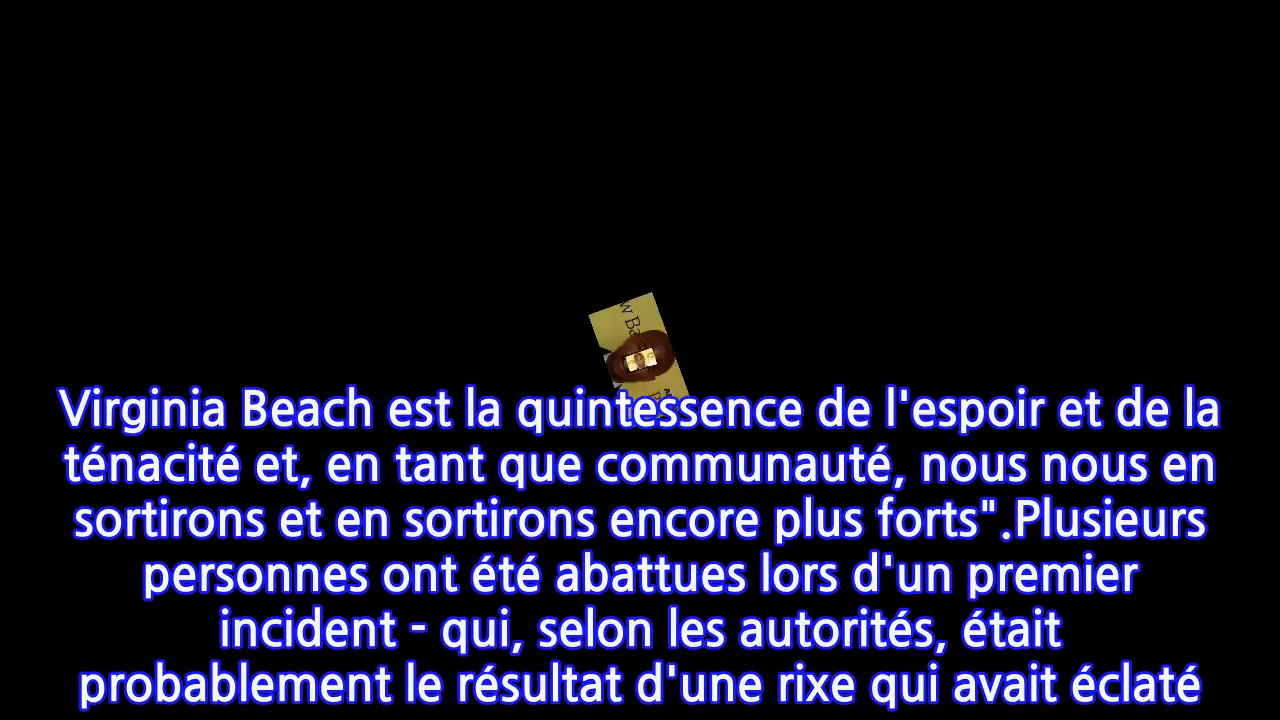 Virginia Beach est la quintessence de l'espoir et de la
ténacité et, en tant que communauté, nous nous en
sortirons et en sortirons encore plus forts".Plusieurs
personnes ont été abattues lors d'un premier
incident - qui, selon les autorités, était
probablement le résultat d'une rixe qui avait éclaté